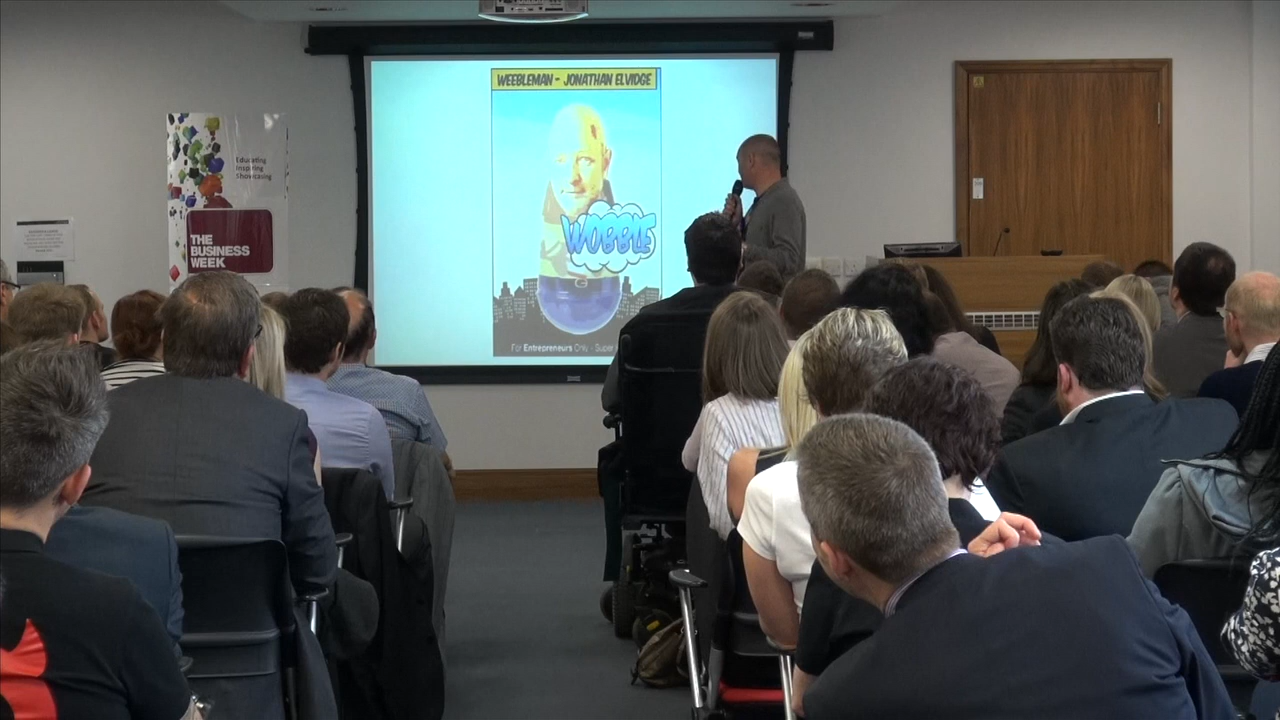 WEEBLEMAN - JONATHAN ELVIDGE
WOBBLE
G
For Entrepreneurs Only - Super
Educating
Inspiring
Showcasing
THE
BUSINESS
WEEK